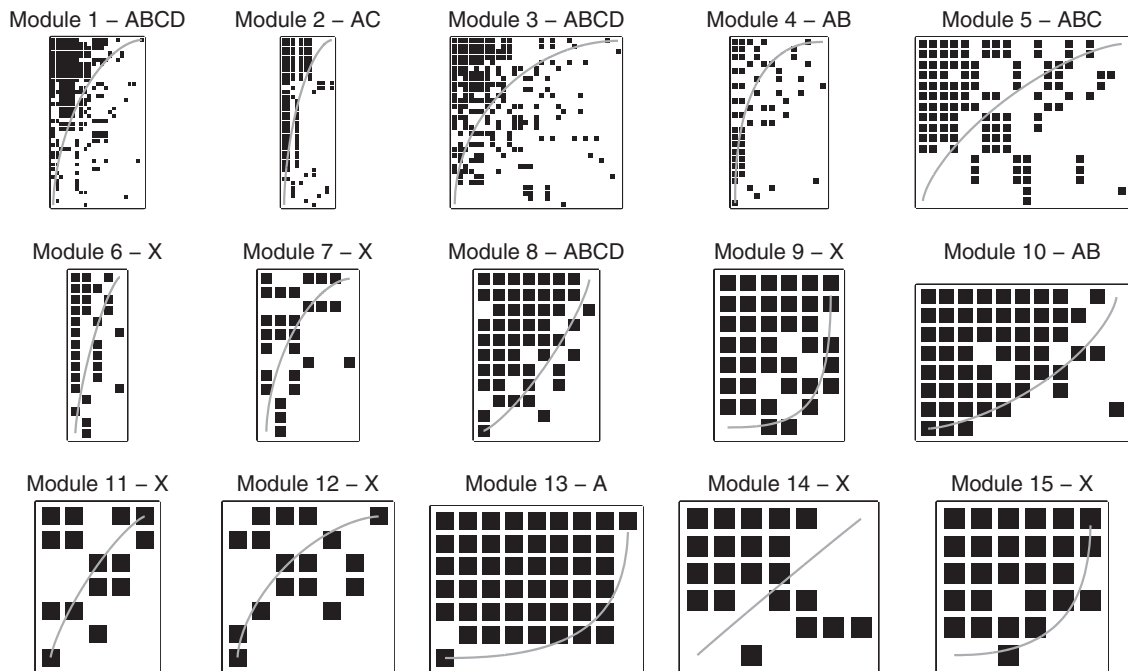 Module 1 – ABCD
Module 2 – AC
Module 3 – ABCD
Module 4 – AB
Module 5 – ABC
Module 6 – X
Module 7 – X
Module 8 – ABCD
Module 9 – X
Module 10 – AB
Module 11 – X
Module 12 – X
Module 13 – A
Module 14 – X
Module 15 – X